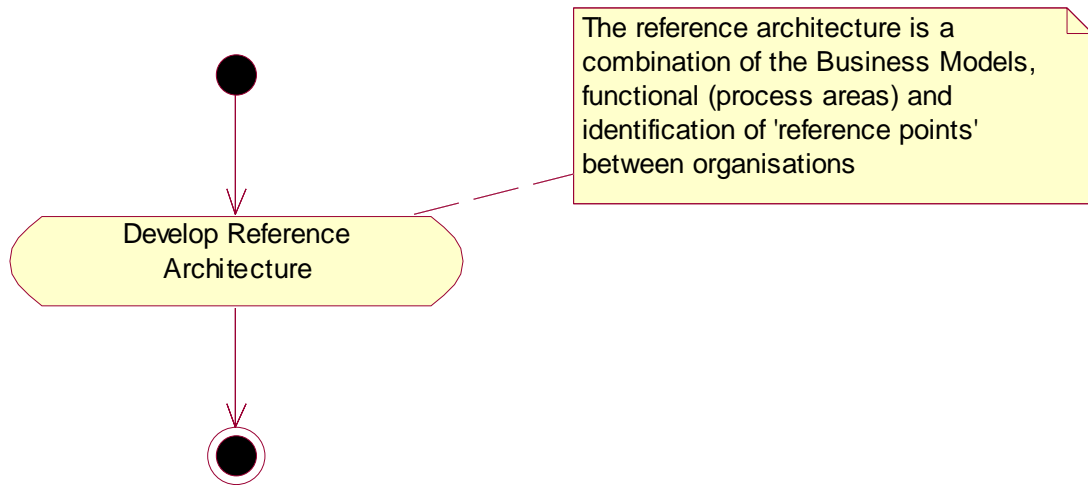 The reference architecture is a
combination of the Business Models,
functional (process areas) and
identification of 'reference points'
between organisations
Develop Reference
Architecture